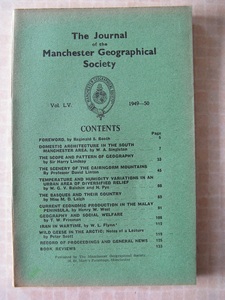 The Journal
of the
Manchester Geographical
Society
Vol. LV. 1949-50
CONTENTS
Page
FOREWORD, by Reginald S. Booth
DOMESTIC ARCHITECTURE IN THE SOUTH
MANCHESTER AREA, by W. A. Singleton 7
THE SCOPE AND PATTERN OF GEOGRAPHY
by Sir Harry Lindsay
THE SCENERY OF THE CAIRNGORM MOUNTAINS
By Professor David Linton
TEMPERATURE AND HUMIDITY VARIATIONS IN AN
URBAN AREA OF DIVERSIFIED RELIEF
by W. G. V. Balchin and N. Pye
THE BASQUES AND THEIR COUNTRY
by Miss M. D. Leigh
CURRENT ECONOMIC PRODUCTION IN THE MALAY
PENINSULA, by Henry W. West
GEOGRAPHY AND SOCIAL WELFARE
by T. W. Freeman
IRAN IN WARTIME, by W. L. Flynn
WILD GEESE IN THE ARCTIC: Notes of a Lecture
by Peter Scott
RECORD OF PROCEEDINGS AND GENERAL NEWS
BOOK REVIEWS
Published by The Manchester Geographical Society